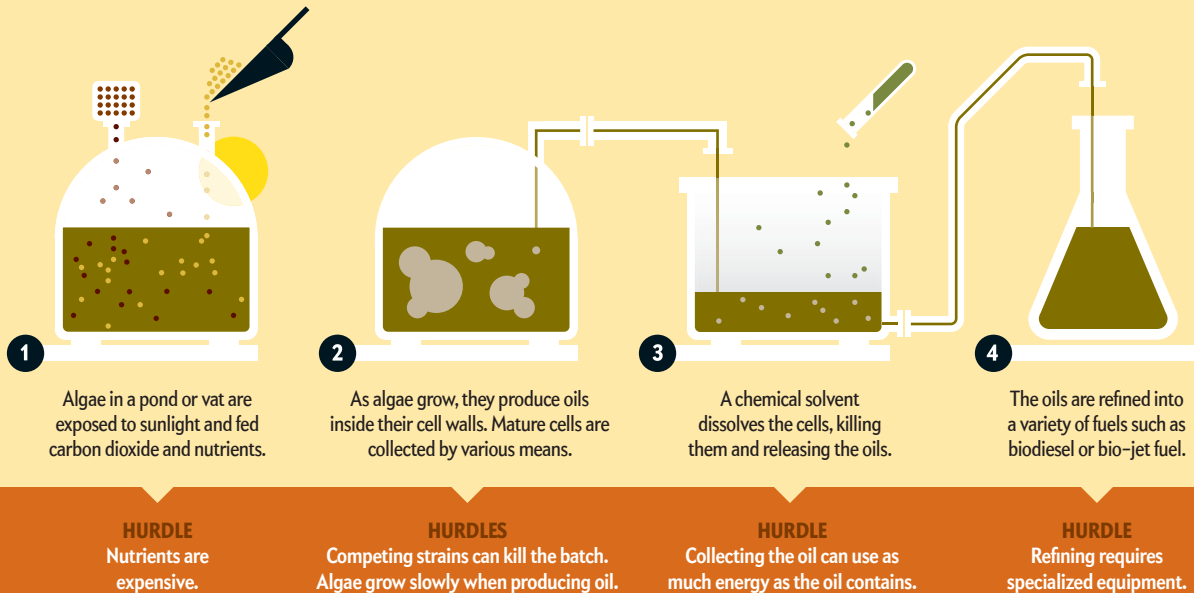 1
Algae in a pond or vat are
exposed to sunlight and fed
carbon dioxide and nutrients.
HURDLE
Nutrients are
expensive.
2
As algae grow, they produce oils
inside their cell walls. Mature cells are
collected by various means.
HURDLES
Competing strains can kill the batch.
Algae grow slowly when producing oil.
3
A chemical solvent
dissolves the cells, killing
them and releasing the oils.
HURDLE
Collecting the oil can use as
much energy as the oil contains.
4
The oils are refined into
a variety of fuels such as
biodiesel or bio-jet fuel.
HURDLE
Refining requires
specialized equipment.